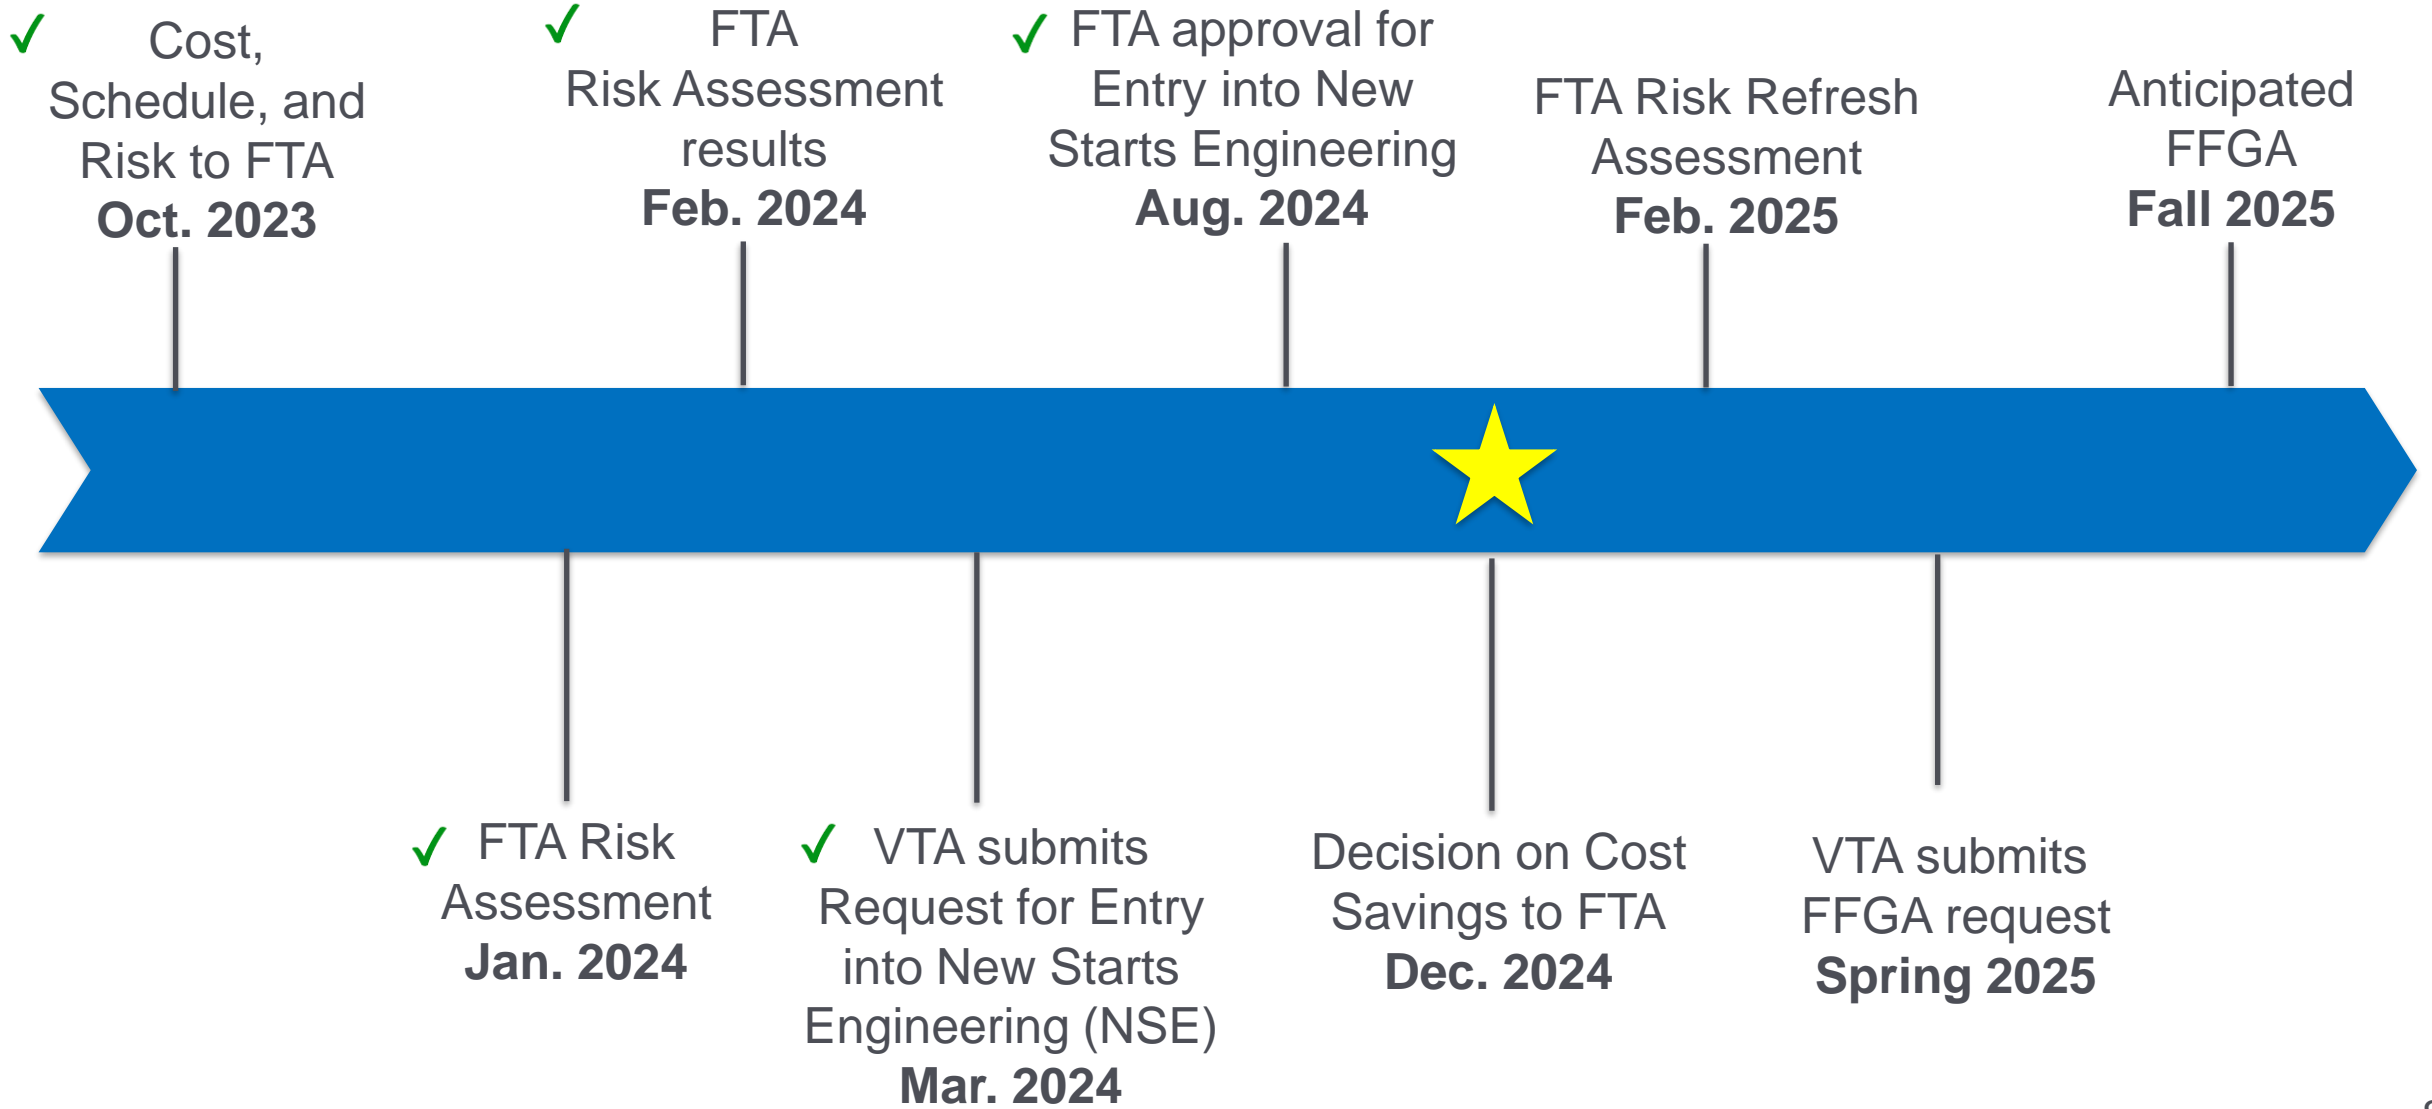 Cost,
Schedule, and
Risk to FTA
Oct. 2023
FTA
Risk Assessment
results
Feb. 2024
FTA approval for
Entry into New
Starts Engineering
Aug. 2024
FTA Risk Refresh
Assessment
Feb. 2025
Anticipated
FFGA
Fall 2025
FTA Risk
Assessment
Jan. 2024
VTA submits
Request for Entry
into New Starts
Engineering (NSE)
Mar. 2024
Decision on Cost
Savings to FTA
Dec. 2024
VTA submits
FFGA request
Spring 2025